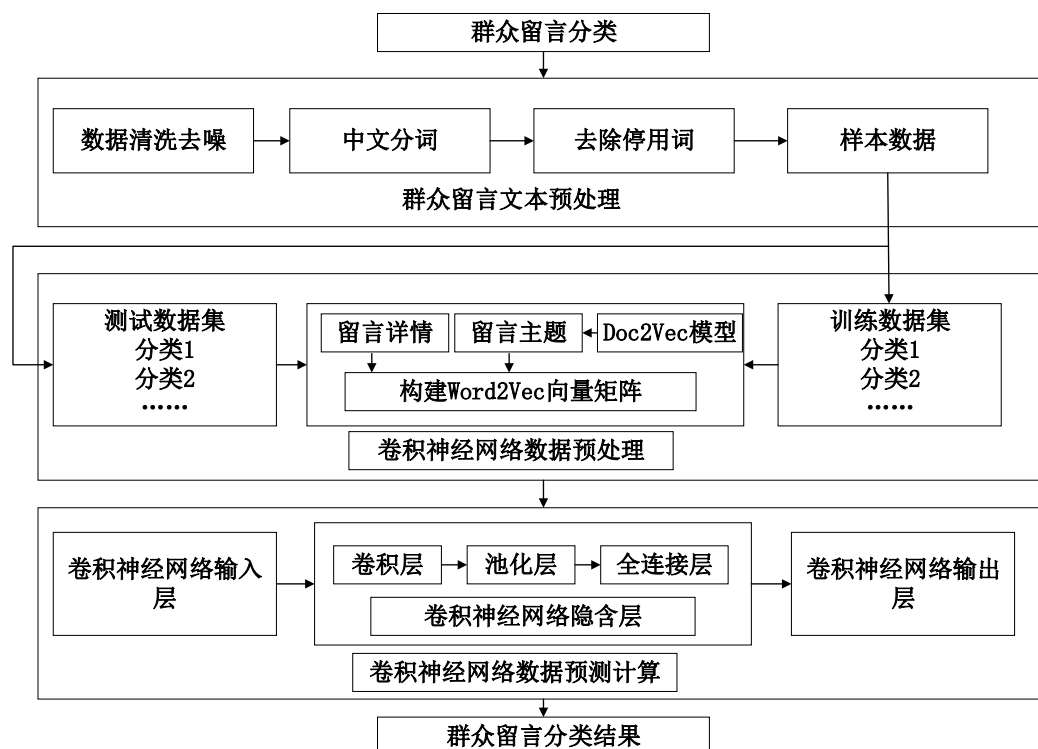 群众留言分类
数据清洗去噪
中文分词
去除停用词
样本数据
群众留言文本预处理
测试数据集
分类1
分类2
……
留言详情
留言主题
Doc2Vec模型
构建Word2Vec向量矩阵
训练数据集
分类1
分类2
……
卷积神经网络数据预处理
卷积神经网络输入
层
卷积层
池化层
全连接层
卷积神经网络隐含层
卷积神经网络输出
层
卷积神经网络数据预测计算
群众留言分类结果